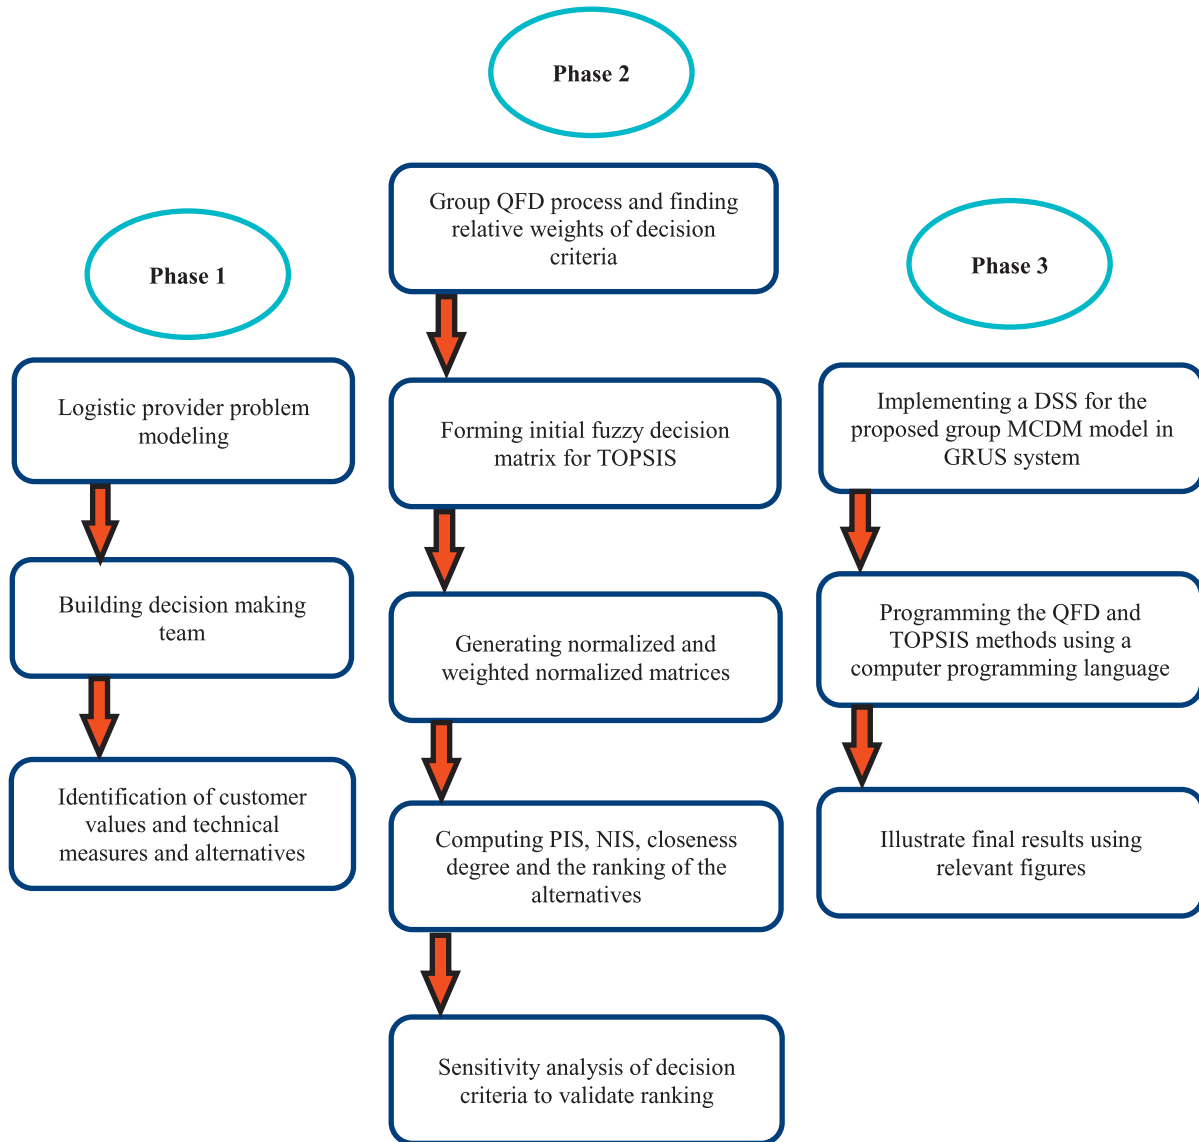 Phase 1
Logistic provider problem
modeling
Building decision making
team
Identification of customer
values and technical
measures and alternatives
Phase 2
Group QFD process and finding
relative weights of decision
criteria
Forming initial fuzzy decision
matrix for TOPSIS
Generating normalized and
weighted normalized matrices
Computing PIS, NIS, closeness
degree and the ranking of the
alternatives
Sensitivity analysis of decision
criteria to validate ranking
Phase 3
Implementing a DSS for the
proposed group MCDM model in
GRUS system
Programming the QFD and
TOPSIS methods using a
computer programming language
Illustrate final results using
relevant figures